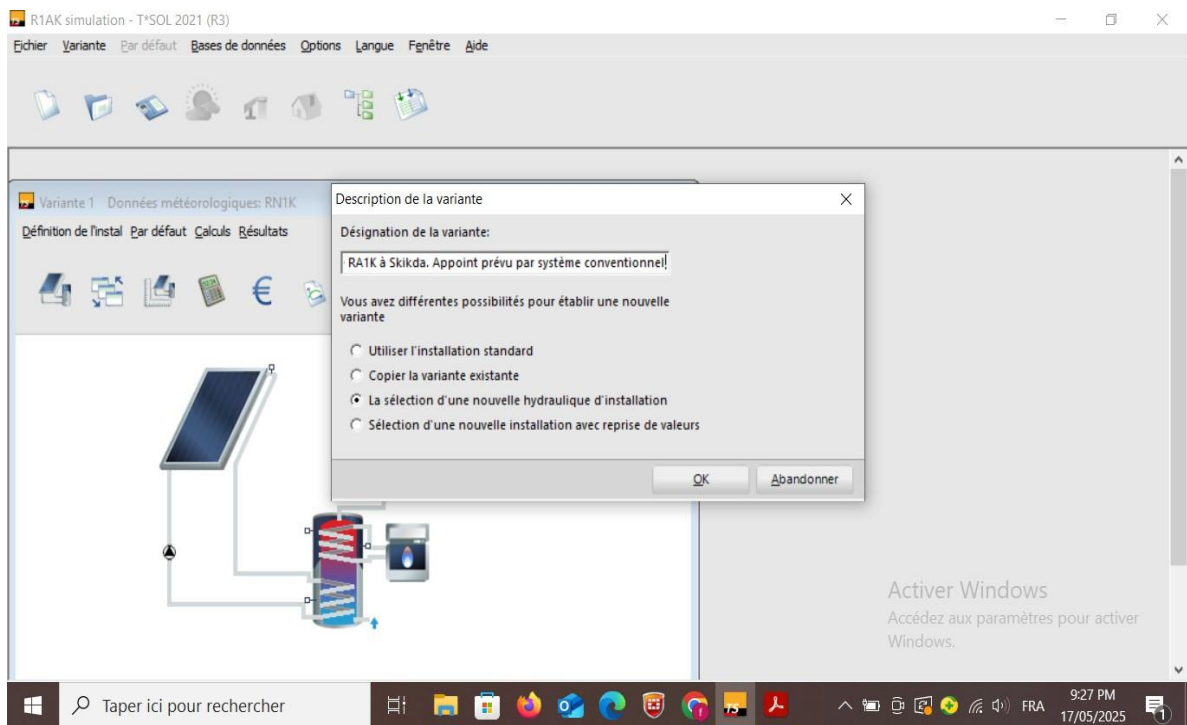 R1AK simulation - T*SOL 2021 (R3)
Fichier Variante Par défaut Bases de données Options Langue Fenêtre Aide
Variante 1 Données météorologiques: RN1K
Définition de l'instal Par défaut Calculs Résultats
Description de la variante
Désignation de la variante:
RA1K à Skikda. Appoint prévu par système conventionnel
Vous avez différentes possibilités pour établir une nouvelle
variante
Utiliser l'installation standard
Copier la variante existante
La sélection d'une nouvelle hydraulique d'installation
Sélection d'une nouvelle installation avec reprise de valeurs
OK Abandonner
Activer Windows
Accédez aux paramètres pour activer
Windows.
Taper ici pour rechercher
TS
FRA
9:27 PM
17/05/2025
1